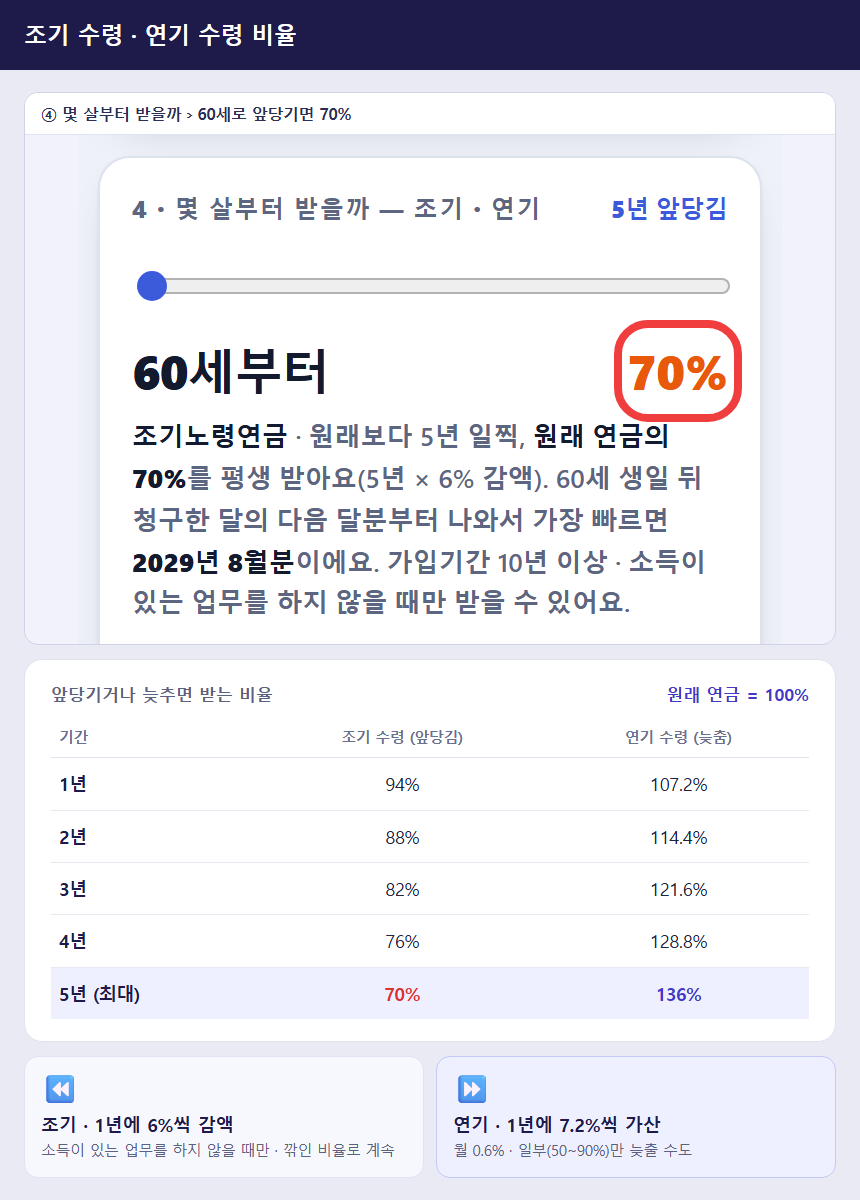 조기 수령 · 연기 수령 비율
④ 몇 살부터 받을까 › 60세로 앞당기면 70%
4 · 몇 살부터 받을까 — 조기 · 연기 5년 앞당김
60세부터 70%
조기노령연금 · 원래보다 5년 일찍, 원래 연금의
70%를 평생 받아요(5년 × 6% 감액). 60세 생일 뒤
청구한 달의 다음 달분부터 나와서 가장 빠르면
2029년 8월분이에요. 가입기간 10년 이상 · 소득이
있는 업무를 하지 않을 때만 받을 수 있어요.
앞당기거나 늦추면 받는 비율 원래 연금 = 100%
기간 조기 수령 (앞당김) 연기 수령 (늦춤)
1년 94% 107.2%
2년 88% 114.4%
3년 82% 121.6%
4년 76% 128.8%
5년 (최대) 70% 136%
조기 · 1년에 6%씩 감액
소득이 있는 업무를 하지 않을 때만 · 깎인 비율로 계속
연기 · 1년에 7.2%씩 가산
월 0.6% · 일부(50~90%)만 늦출 수도